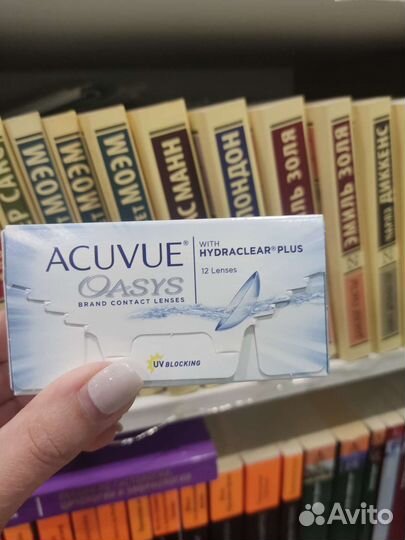 МОЭМ
МОЭМ
МОЭМ
МАНН
ЛОНДОН
ЭМИЛЬ ЗОЛЯ
ЭМИЛЬ ЗОЛЯ
ДИККЕНС
ACUVUE®
OASYS
BRAND CONTACT LENSES
WITH
HYDRACLEAR® PLUS
12 Lenses
UV BLOCKING
Avito